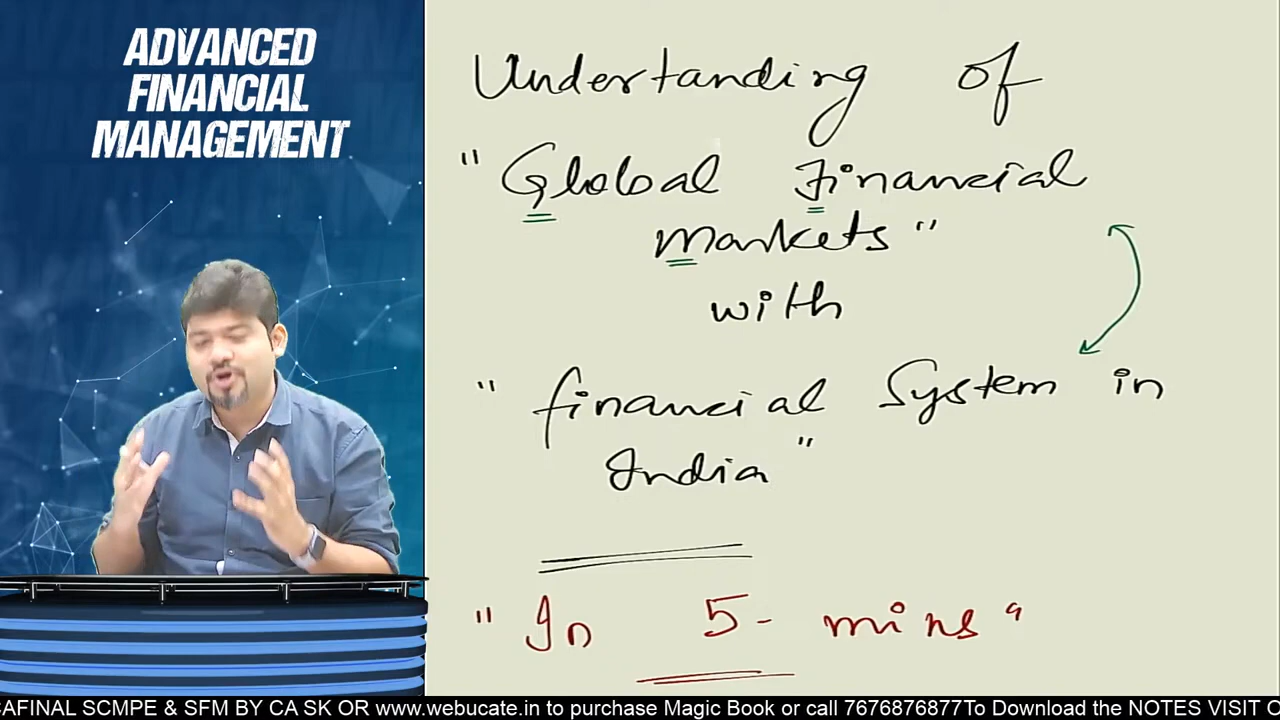 ADVANCED
FINANCIAL
MANAGEMENT
Undertanding of
" Global Financial
Markets "
with
" financial System in
India "
" In 5- mins "
CAFINAL SCMPE & SFM BY CA SK OR www.webucate.in to purchase Magic Book or call 7676876877To Download the NOTES VISIT